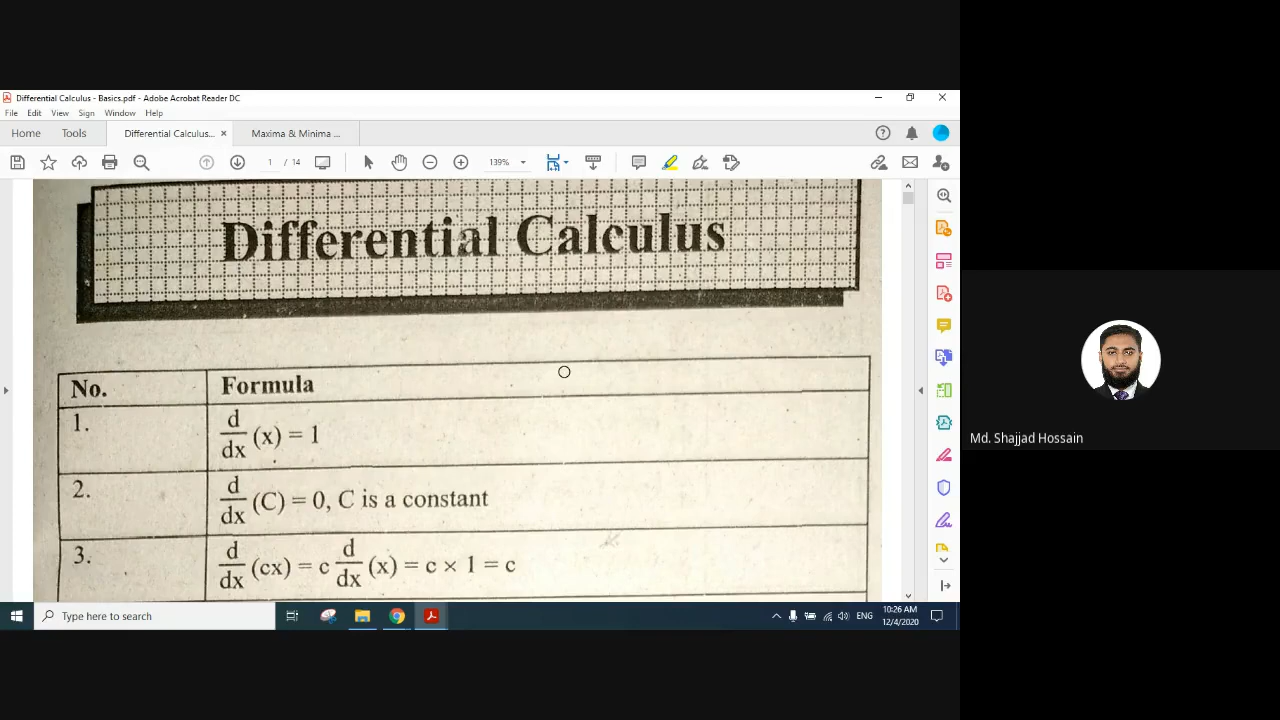 Differential Calculus - Basics.pdf - Adobe Acrobat Reader DC
File Edit View Sign Window Help
Home Tools Differential Calculus... × Maxima & Minima ...
1 / 14 139%
Differential Calculus
No. Formula
1. d/dx (x) = 1
2. d/dx (C) = 0, C is a constant
3. d/dx (cx) = c d/dx (x) = c × 1 = c
Md. Shajjad Hossain
Type here to search
ENG
10:26 AM
12/4/2020